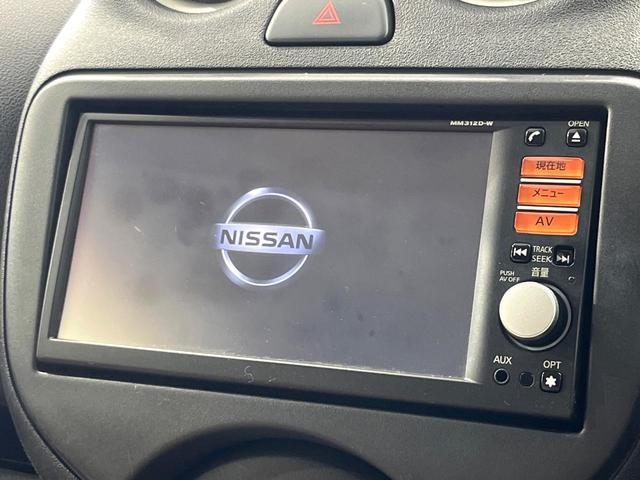 MM312D-W
OPEN
現在地
メニュー
AV
NISSAN
TRACK
SEEK
PUSH
AV OFF
音量
AUX
OPT